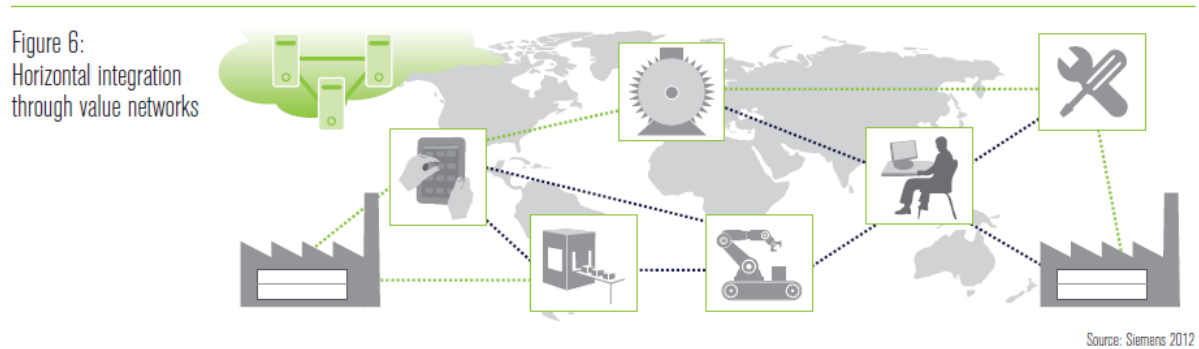 Figure 6:
Horizontal integration
through value networks
Source: Siemens 2012